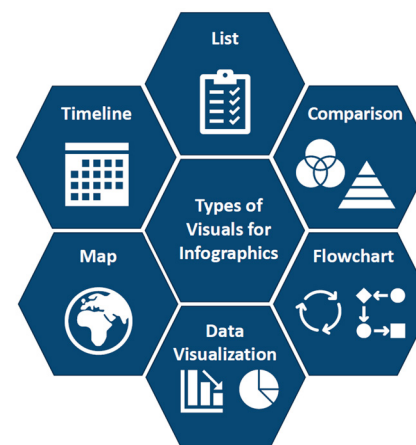 List
Timeline
Comparison
Types of
Visuals for
Infographics
Map
Flowchart
Data
Visualization